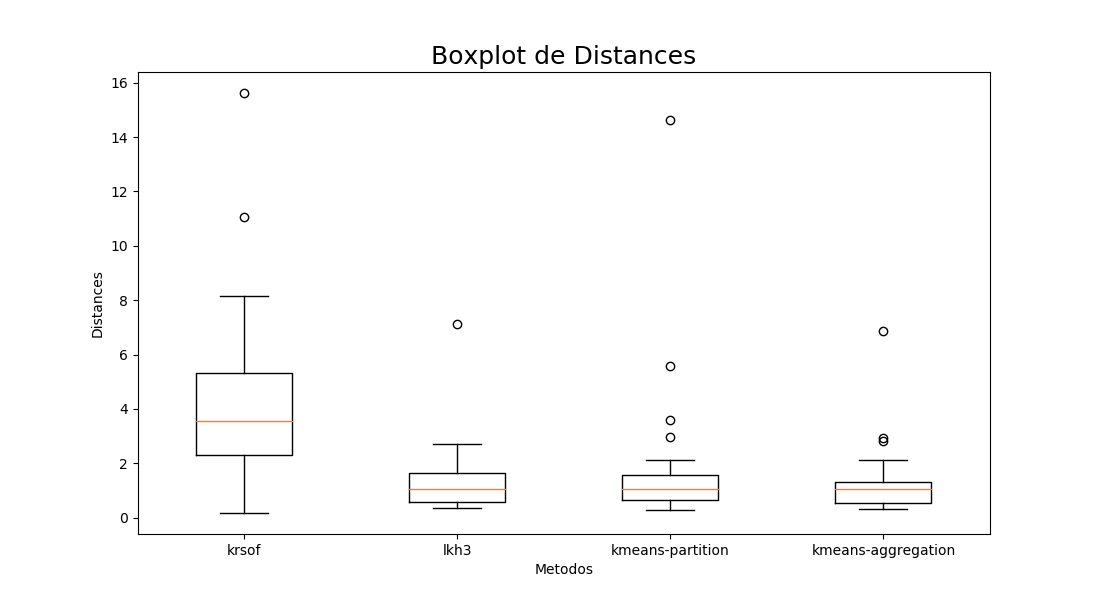 Boxplot de Distances
16
14
12
10
8
6
4
2
0
Distances
krsof lkh3 kmeans-partition kmeans-aggregation
Metodos